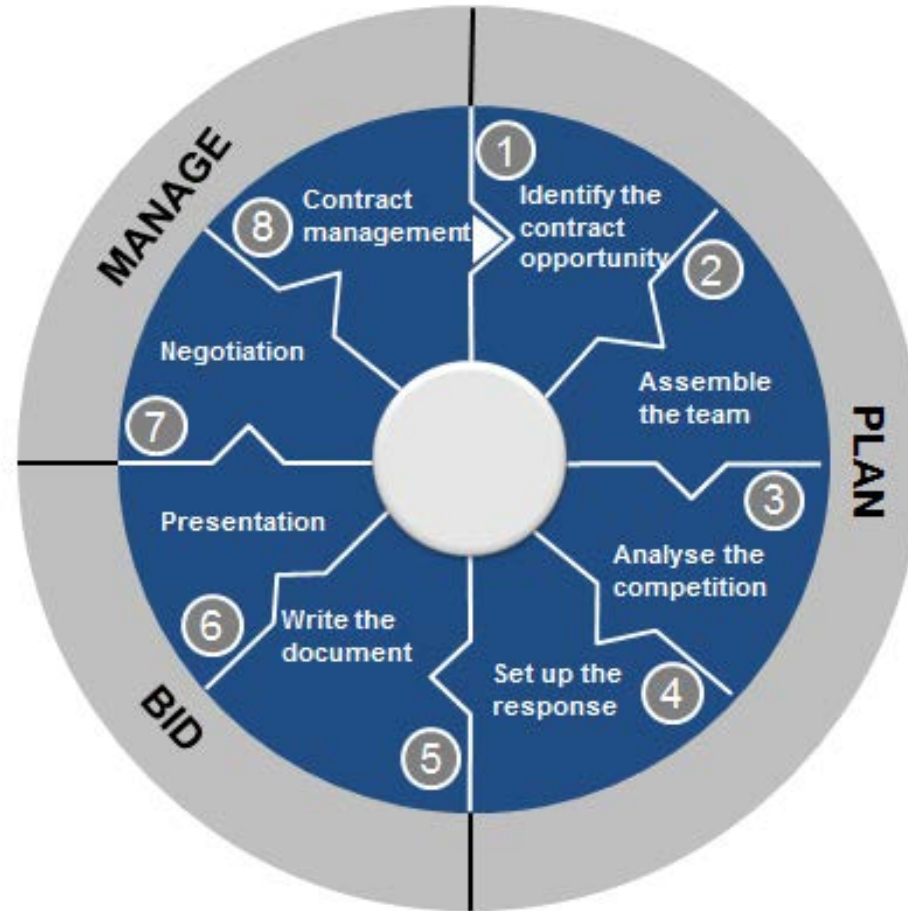 1
Identify the
contract
opportunity
2
Assemble
the team
3
Analyse the
competition
4
Set up the
response
5
Write the
document
6
Presentation
7
Negotiation
8
Contract
management
PLAN
BID
MANAGE